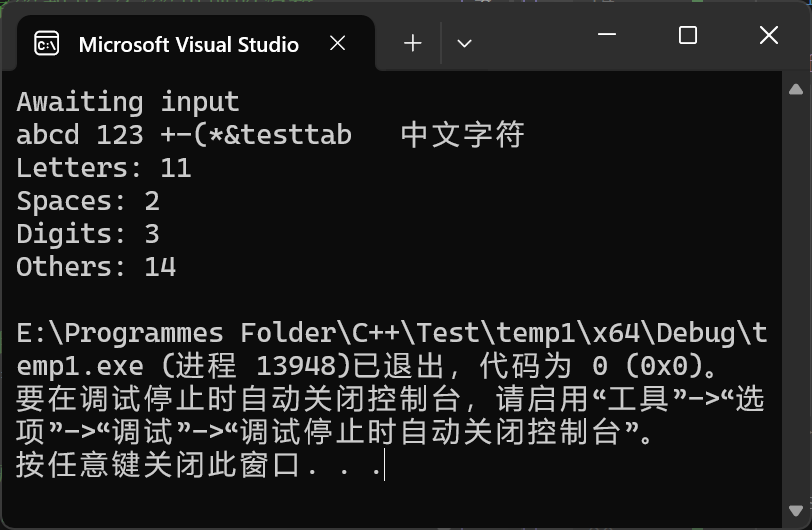 Microsoft Visual Studio
Awaiting input
abcd 123 +-(*&testtab   中文字符
Letters: 11
Spaces: 2
Digits: 3
Others: 14
E:\Programmes Folder\C++\Test\temp1\x64\Debug\t
emp1.exe (进程 13948)已退出，代码为 0 (0x0)。
要在调试停止时自动关闭控制台，请启用“工具”->“选
项”->“调试”->“调试停止时自动关闭控制台”。
按任意键关闭此窗口. . .